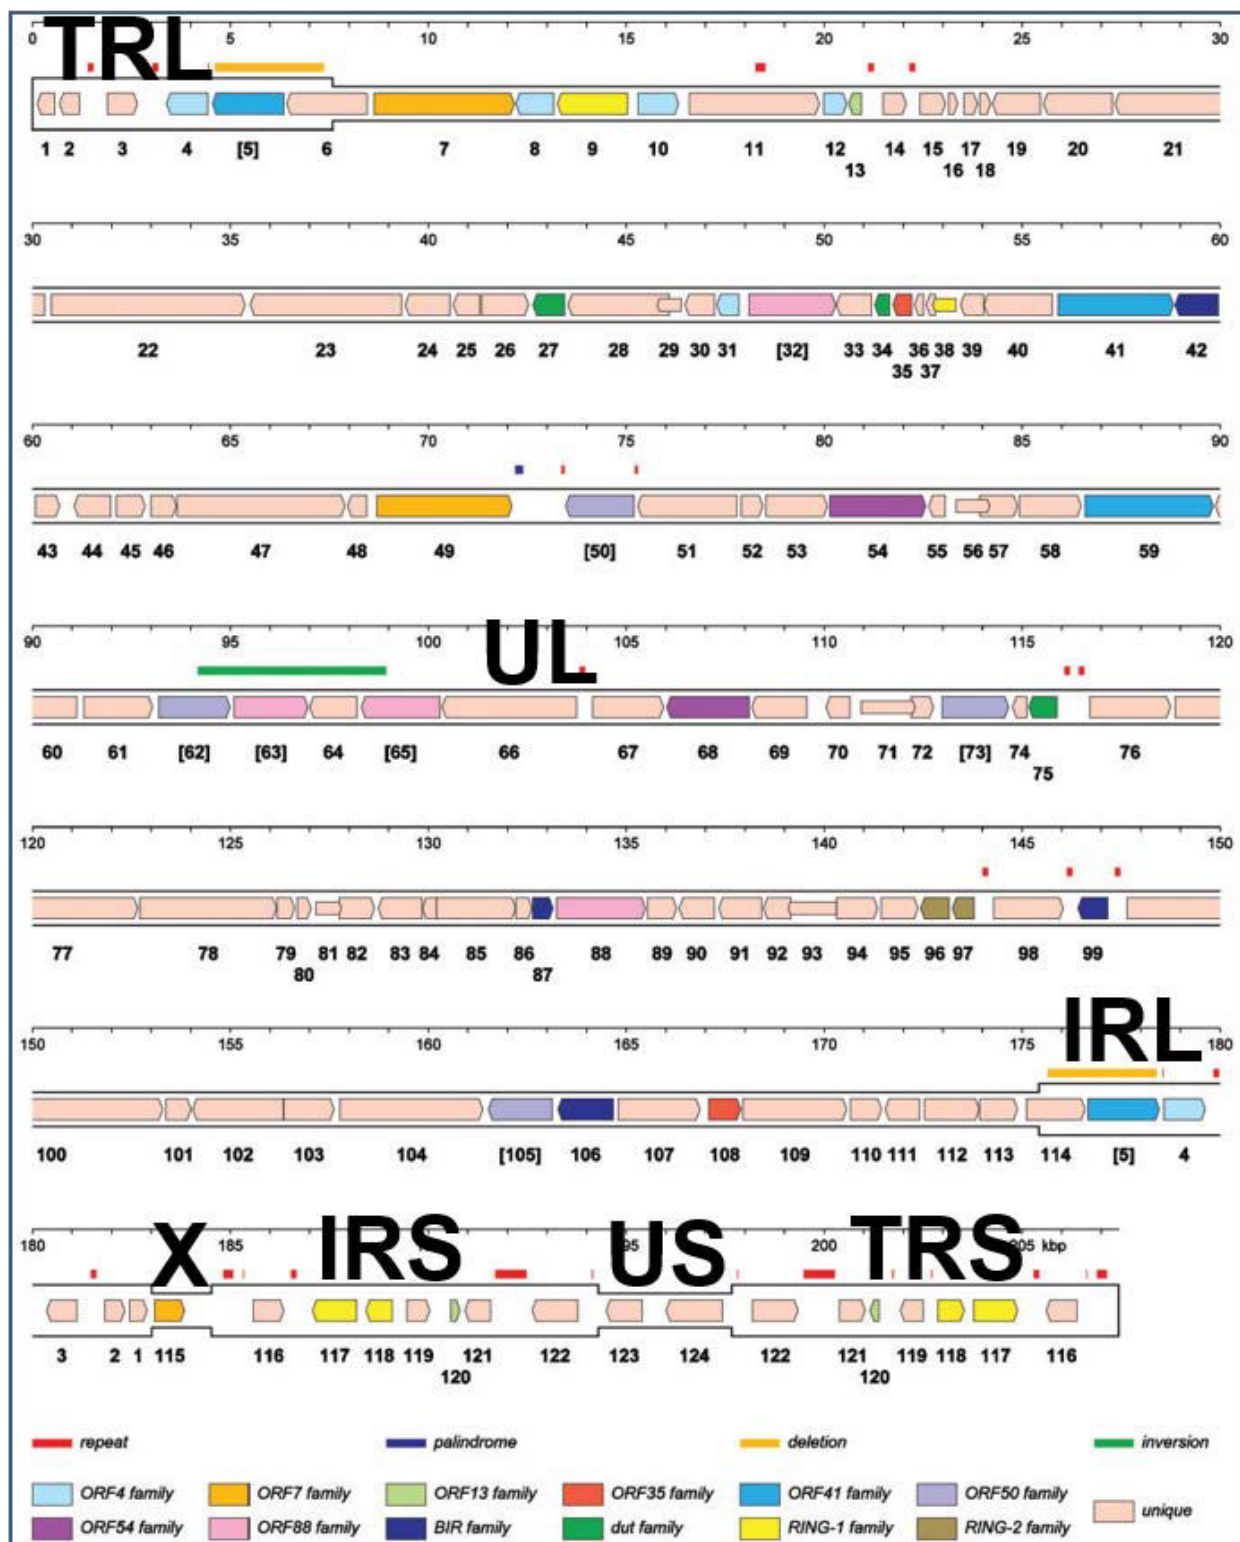 TRL
0 5 10 15 20 25 30
1 2 3 4 [5] 6 7 8 9 10 11 12 14 15 17 19 20 21
13 16 18
30 35 40 45 50 55 60
22 23 24 25 26 27 28 29 30 31 [32] 33 34 36 38 39 40 41 42
35 37
60 65 70 75 80 85 90
43 44 45 46 47 48 49 [50] 51 52 53 54 55 56 57 58 59
UL
90 95 100 105 110 115 120
60 61 [62] [63] 64 [65] 66 67 68 69 70 71 72 [73] 74 76
75
120 125 130 135 140 145 150
77 78 79 81 82 83 84 85 86 88 89 90 91 92 93 94 95 96 97 98 99
80 87
IRL
150 155 160 165 170 175 180
100 101 102 103 104 [105] 106 107 108 109 110 111 112 113 114 [5] 4
X IRS US TRS
180 185 95 200 205 kbp
3 2 1 115 116 117 118 119 121 122 123 124 122 121 119 118 117 116
120 120
repeat palindrome deletion inversion
ORF4 family ORF7 family ORF13 family ORF35 family ORF41 family ORF50 family unique
ORF54 family ORF88 family BIR family dut family RING-1 family RING-2 family